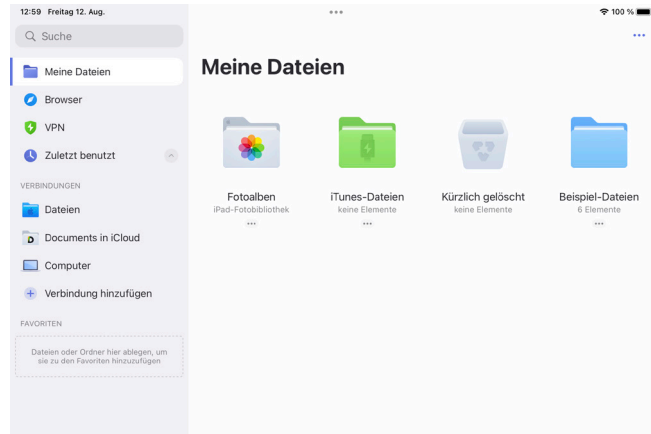 12:59 Freitag 12. Aug.
100 %
Suche
Meine Dateien
Browser
VPN
Zuletzt benutzt
VERBINDUNGEN
Dateien
Documents in iCloud
Computer
Verbindung hinzufügen
FAVORITEN
Dateien oder Ordner hier ablegen, um
sie zu den Favoriten hinzuzufügen
Meine Dateien
Fotoalben
iPad-Fotobibliothek
iTunes-Dateien
keine Elemente
Kürzlich gelöscht
keine Elemente
Beispiel-Dateien
6 Elemente